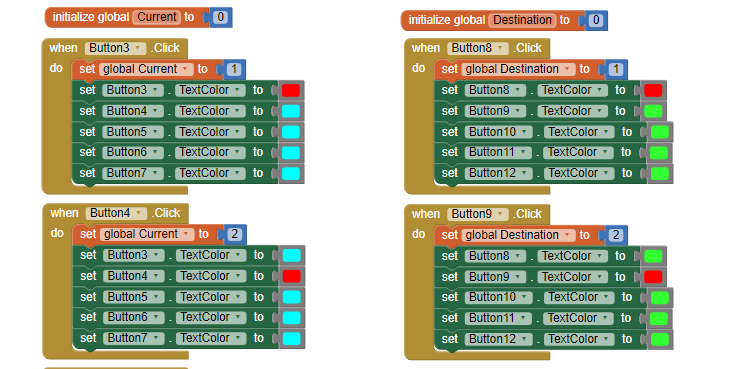 initialize global Current to 0
when Button3 .Click
do set global Current to 1
set Button3 . TextColor to
set Button4 . TextColor to
set Button5 . TextColor to
set Button6 . TextColor to
set Button7 . TextColor to
when Button4 .Click
do set global Current to 2
set Button3 . TextColor to
set Button4 . TextColor to
set Button5 . TextColor to
set Button6 . TextColor to
set Button7 . TextColor to
initialize global Destination to 0
when Button8 .Click
do set global Destination to 1
set Button8 . TextColor to
set Button9 . TextColor to
set Button10 . TextColor to
set Button11 . TextColor to
set Button12 . TextColor to
when Button9 .Click
do set global Destination to 2
set Button8 . TextColor to
set Button9 . TextColor to
set Button10 . TextColor to
set Button11 . TextColor to
set Button12 . TextColor to